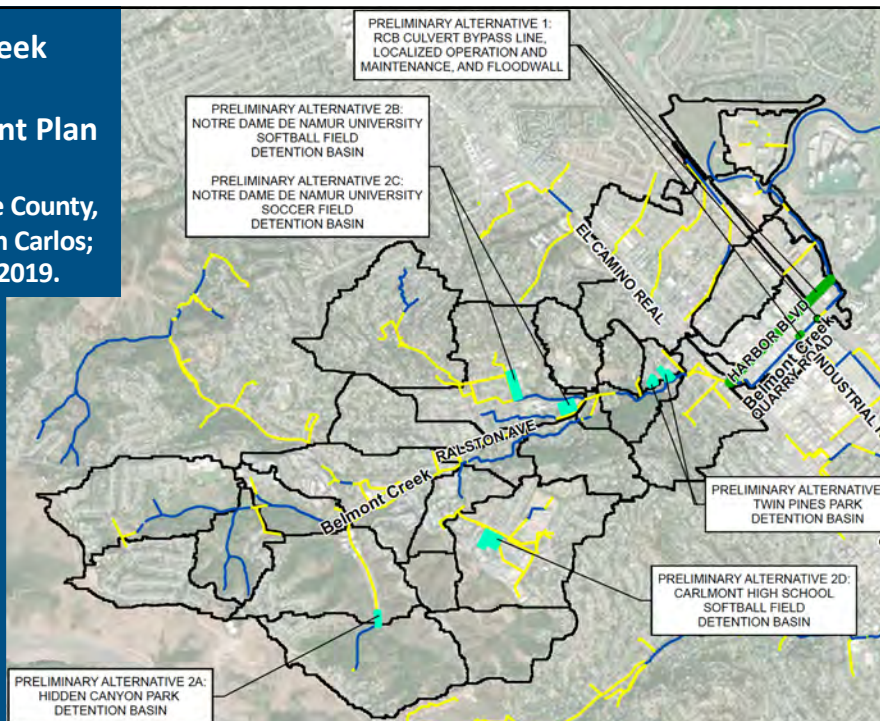 eek
nt Plan
e County,
n Carlos;
2019.
PRELIMINARY ALTERNATIVE 1:
RCB CULVERT BYPASS LINE,
LOCALIZED OPERATION AND
MAINTENANCE, AND FLOODWALL
PRELIMINARY ALTERNATIVE 2B:
NOTRE DAME DE NAMUR UNIVERSITY
SOFTBALL FIELD
DETENTION BASIN
PRELIMINARY ALTERNATIVE 2C:
NOTRE DAME DE NAMUR UNIVERSITY
SOCCER FIELD
DETENTION BASIN
EL CAMINO REAL
HARBOR BLVD
Belmont Creek
QUARRY ROAD
INDUSTRIAL
RALSTON AVE
Belmont Creek
PRELIMINARY ALTERNATIVE
TWIN PINES PARK
DETENTION BASIN
PRELIMINARY ALTERNATIVE 2D:
CARLMONT HIGH SCHOOL
SOFTBALL FIELD
DETENTION BASIN
PRELIMINARY ALTERNATIVE 2A:
HIDDEN CANYON PARK
DETENTION BASIN